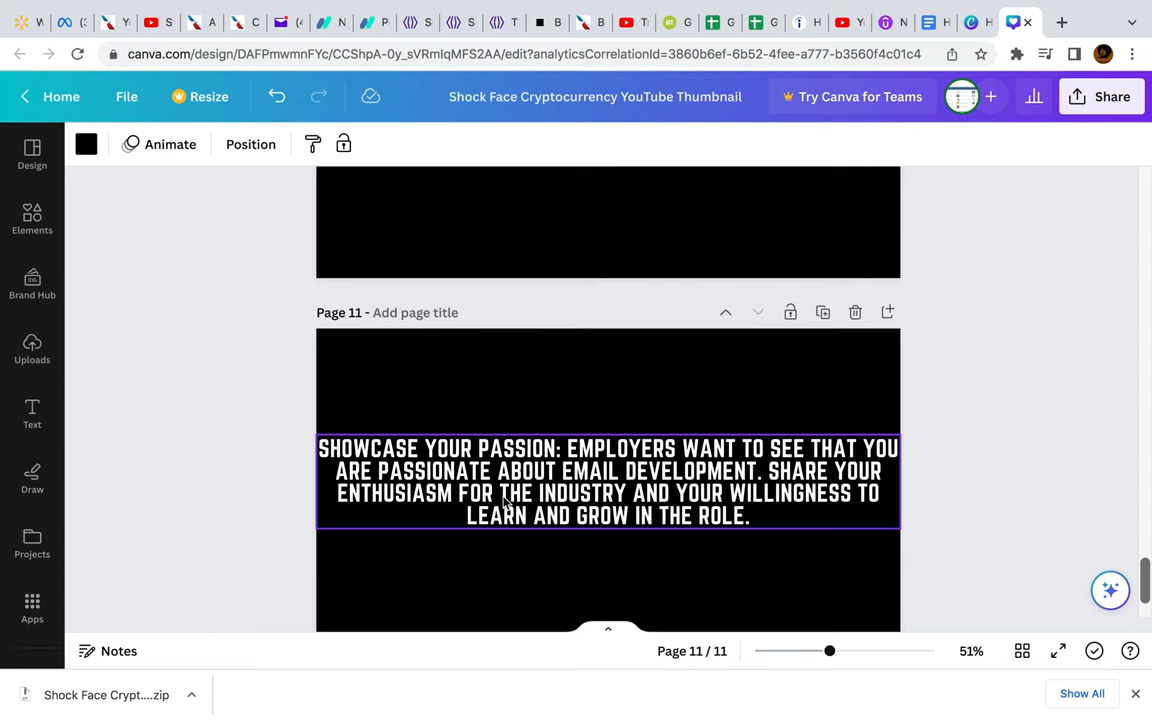 W
(3
Y
S
A
C
(4
N
P
S
S
T
B
B
T
G
G
G
H
Y
N
H
H
canva.com/design/DAFPmwmnFYc/CCShpA-0y_sVRmlqMFS2AA/edit?analyticsCorrelationId=3860b6ef-6b52-4fee-a777-b3560f4c01c4
Home File Resize Shock Face Cryptocurrency YouTube Thumbnail Try Canva for Teams Share
Animate Position
Design
Elements
Brand Hub
Uploads
Text
Draw
Projects
Apps
Page 11 - Add page title
SHOWCASE YOUR PASSION: EMPLOYERS WANT TO SEE THAT YOU
ARE PASSIONATE ABOUT EMAIL DEVELOPMENT. SHARE YOUR
ENTHUSIASM FOR THE INDUSTRY AND YOUR WILLINGNESS TO
LEARN AND GROW IN THE ROLE.
Notes Page 11 / 11 51%
Shock Face Crypt....zip Show All